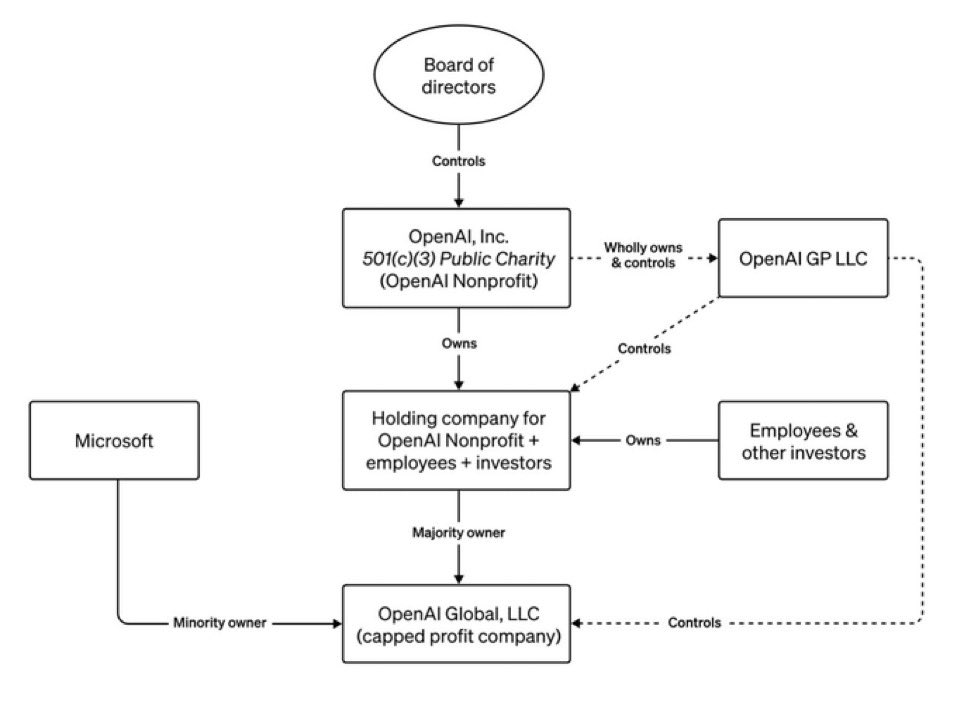 Board of
directors
Controls
OpenAI, Inc.
501(c)(3) Public Charity
(OpenAI Nonprofit)
Wholly owns
& controls
OpenAI GP LLC
Owns
Controls
Microsoft
Holding company for
OpenAI Nonprofit +
employees + investors
Owns
Employees &
other investors
Majority owner
Minority owner
OpenAI Global, LLC
(capped profit company)
Controls